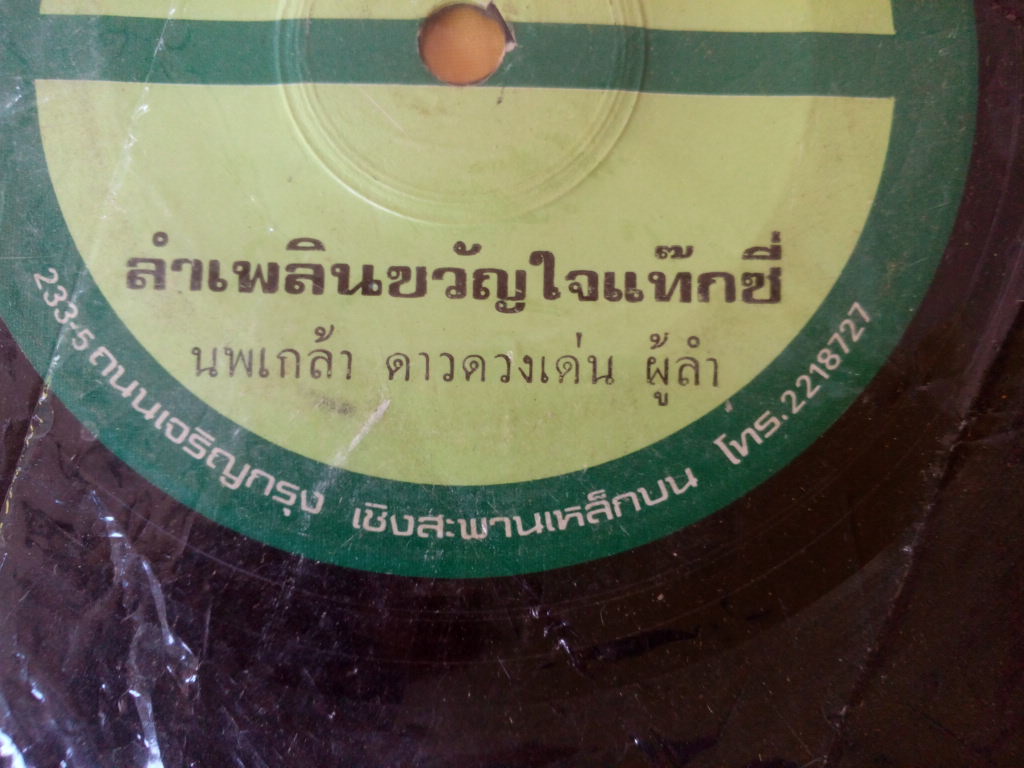 ลำเพลินขวัญใจแท๊กซี่
นพเกล้า ดาวดวงเด่น ผู้ลำ
233-5 ถนนเจริญกรุง เชิงสะพานเหล็กบน โทร. 2218727